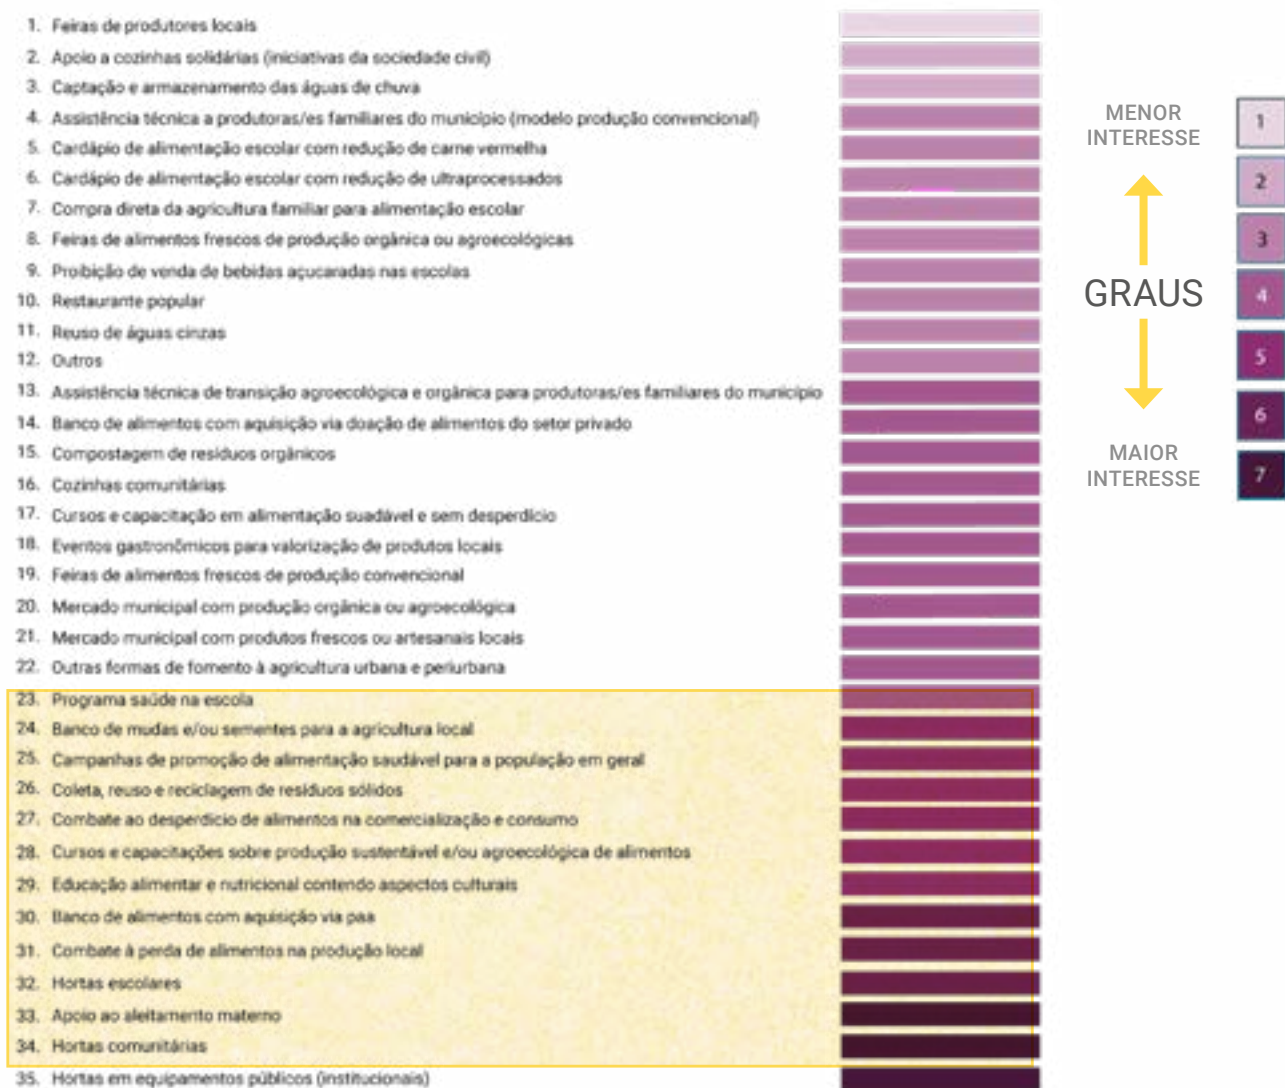 1. Feiras de produtores locais
2. Apoio a cozinhas solidárias (iniciativas da sociedade civil)
3. Captação e armazenamento das águas de chuva
4. Assistência técnica a produtoras/es familiares do município (modelo produção convencional)
5. Cardápio de alimentação escolar com redução de carne vermelha
6. Cardápio de alimentação escolar com redução de ultraprocessados
7. Compra direta da agricultura familiar para alimentação escolar
8. Feiras de alimentos frescos de produção orgânica ou agroecológicas
9. Proibição de venda de bebidas açucaradas nas escolas
10. Restaurante popular
11. Reuso de águas cinzas
12. Outros
13. Assistência técnica de transição agroecológica e orgânica para produtoras/es familiares do município
14. Banco de alimentos com aquisição via doação de alimentos do setor privado
15. Compostagem de resíduos orgânicos
16. Cozinhas comunitárias
17. Cursos e capacitação em alimentação suadável e sem desperdício
18. Eventos gastronômicos para valorização de produtos locais
19. Feiras de alimentos frescos de produção convencional
20. Mercado municipal com produção orgânica ou agroecológica
21. Mercado municipal com produtos frescos ou artesanais locais
22. Outras formas de fomento à agricultura urbana e periurbana
23. Programa saúde na escola
24. Banco de mudas e/ou sementes para a agricultura local
25. Campanhas de promoção de alimentação saudável para a população em geral
26. Coleta, reuso e reciclagem de resíduos sólidos
27. Combate ao desperdício de alimentos na comercialização e consumo
28. Cursos e capacitações sobre produção sustentável e/ou agroecológica de alimentos
29. Educação alimentar e nutricional contendo aspectos culturais
30. Banco de alimentos com aquisição via paa
31. Combate à perda de alimentos na produção local
32. Hortas escolares
33. Apoio ao aleitamento materno
34. Hortas comunitárias
35. Hortas em equipamentos públicos (institucionais)
MENOR
INTERESSE
GRAUS
MAIOR
INTERESSE
1
2
3
4
5
6
7